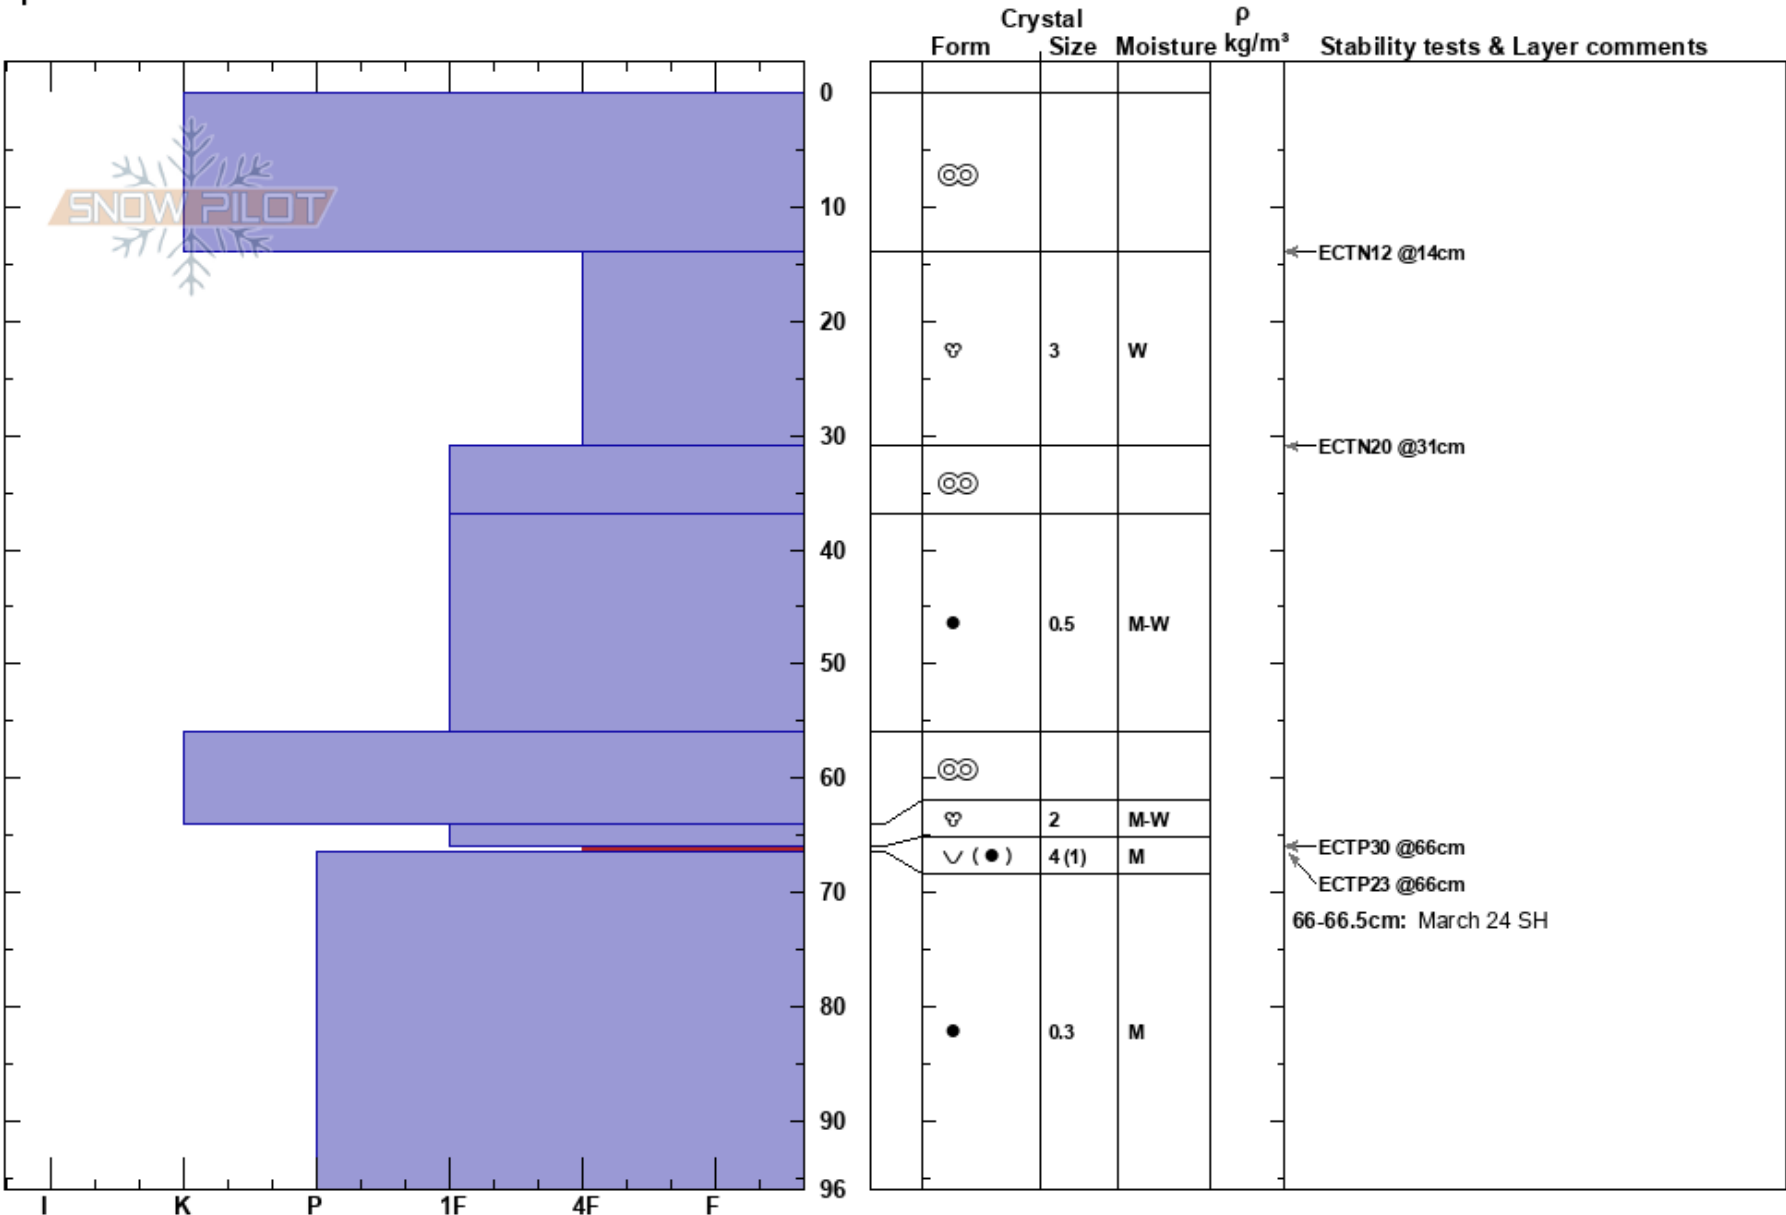 Crystal ρ
Form Size Moisture kg/m³ Stability tests & Layer comments
0
SNOW PILOT
10
ECTN12 @14cm
20
3 W
30
ECTN20 @31cm
40
0.5 M-W
50
60
2 M-W
ECTP30 @66cm
( ) 4 (1) M
ECTP23 @66cm
70
66-66.5cm: March 24 SH
80
0.3 M
90
96
I K P 1F 4F F